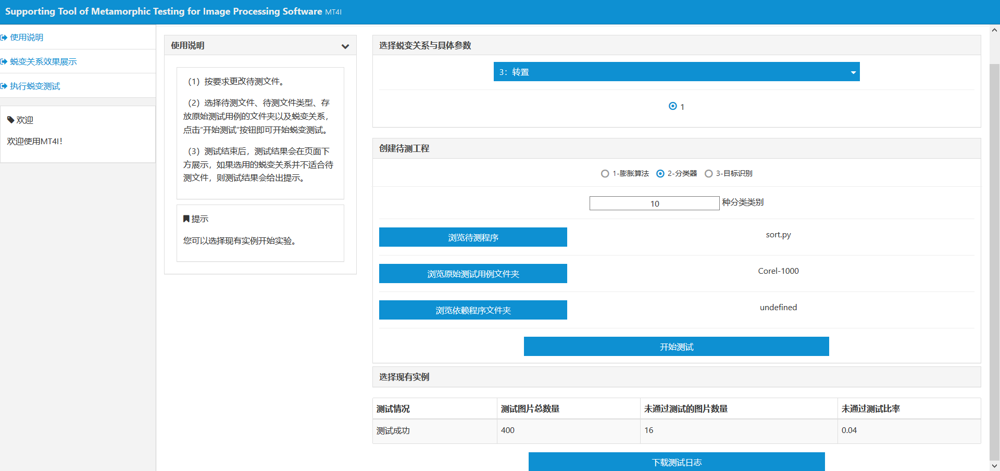 Supporting Tool of Metamorphic Testing for Image Processing Software MT4I
使用说明
蜕变关系效果展示
执行蜕变测试
欢迎
欢迎使用MT4I！
使用说明
（1）按要求更改待测文件。
（2）选择待测文件、待测文件类型、存
放原始测试用例的文件夹以及蜕变关系，
点击“开始测试”按钮即可开始蜕变测试。
（3）测试结束后，测试结果会在页面下
方展示，如果选用的蜕变关系并不适合待
测文件，则测试结果会给出提示。
提示
您可以选择现有实例开始实验。
选择蜕变关系与具体参数
3：转置
1
创建待测工程
1-膨胀算法 2-分类器 3-目标识别
10 种分类类别
浏览待测程序 sort.py
浏览原始测试用例文件夹 Corel-1000
浏览依赖程序文件夹 undefined
开始测试
选择现有实例
测试情况 测试图片总数量 未通过测试的图片数量 未通过测试比率
测试成功 400 16 0.04
下载测试日志